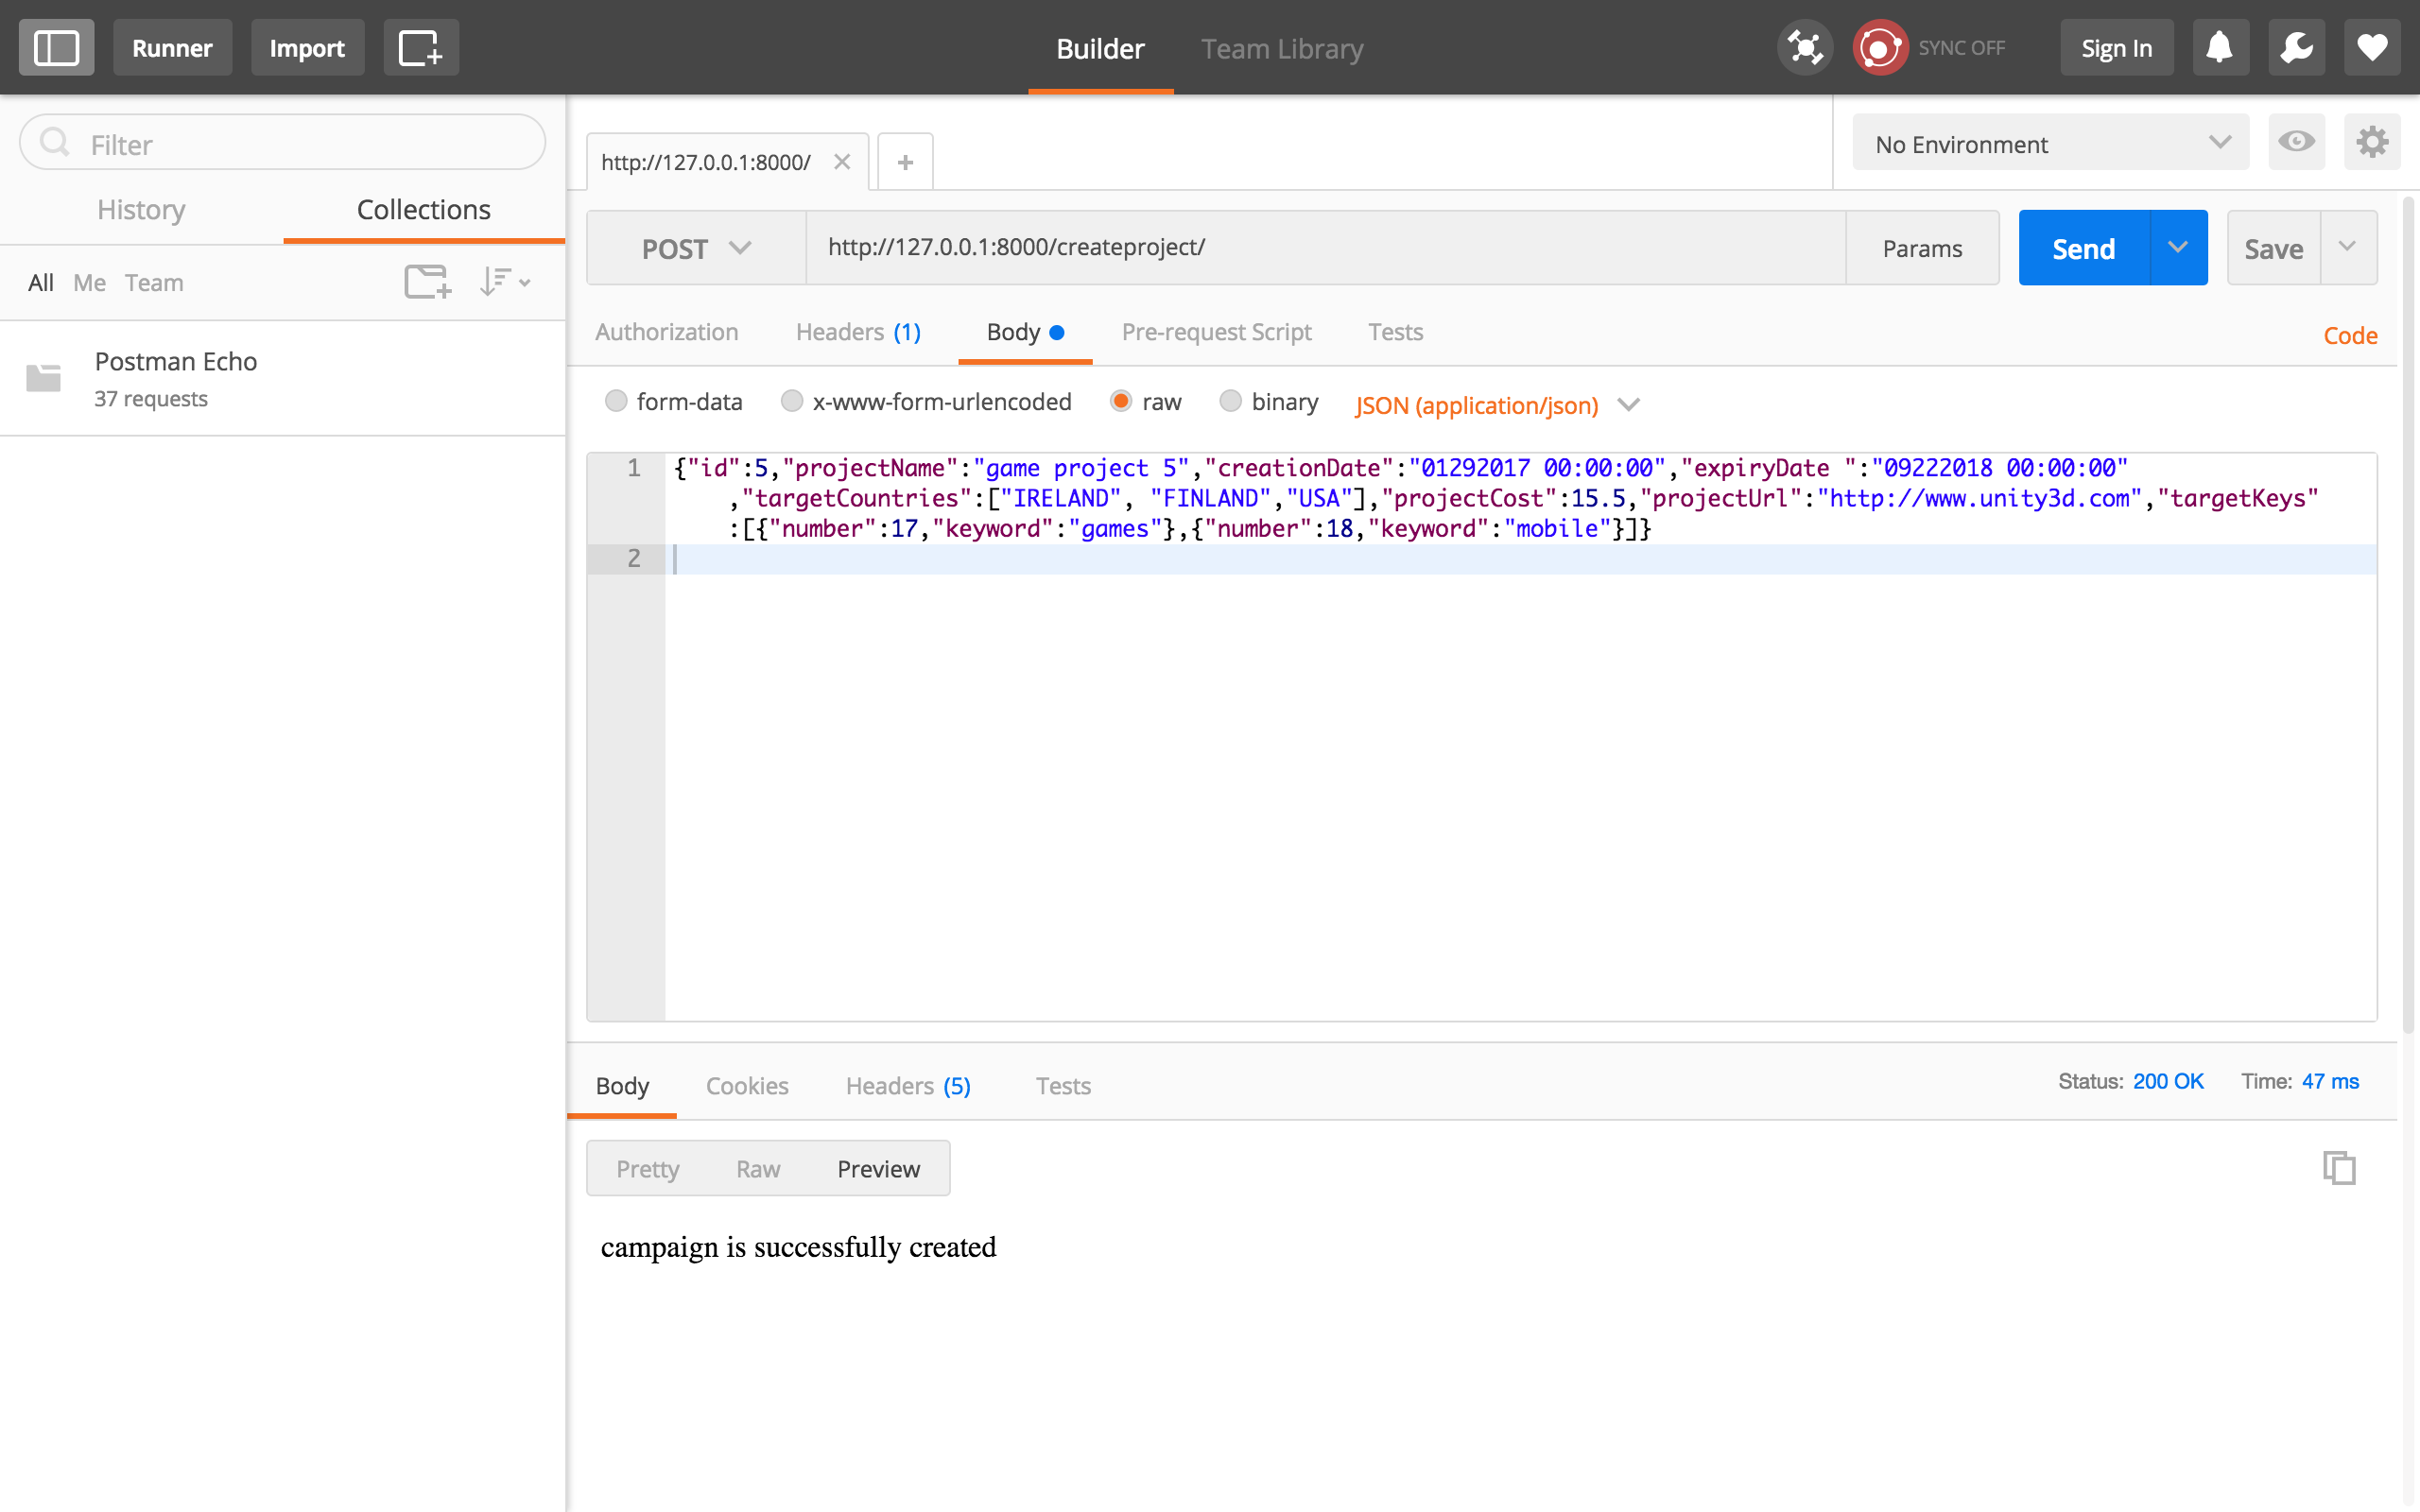 Runner
Import
Builder
Team Library
SYNC OFF
Sign In
Filter
History
Collections
All
Me
Team
Postman Echo
37 requests
http://127.0.0.1:8000/
+
No Environment
POST
http://127.0.0.1:8000/createproject/
Params
Send
Save
Authorization
Headers (1)
Body
Pre-request Script
Tests
Code
form-data
x-www-form-urlencoded
raw
binary
JSON (application/json)
1
{"id":5,"projectName":"game project 5","creationDate":"01292017 00:00:00","expiryDate ":"09222018 00:00:00"
,"targetCountries":["IRELAND", "FINLAND","USA"],"projectCost":15.5,"projectUrl":"http://www.unity3d.com","targetKeys"
:[{"number":17,"keyword":"games"},{"number":18,"keyword":"mobile"}]}
2
Body
Cookies
Headers (5)
Tests
Status: 200 OK
Time: 47 ms
Pretty
Raw
Preview
campaign is successfully created